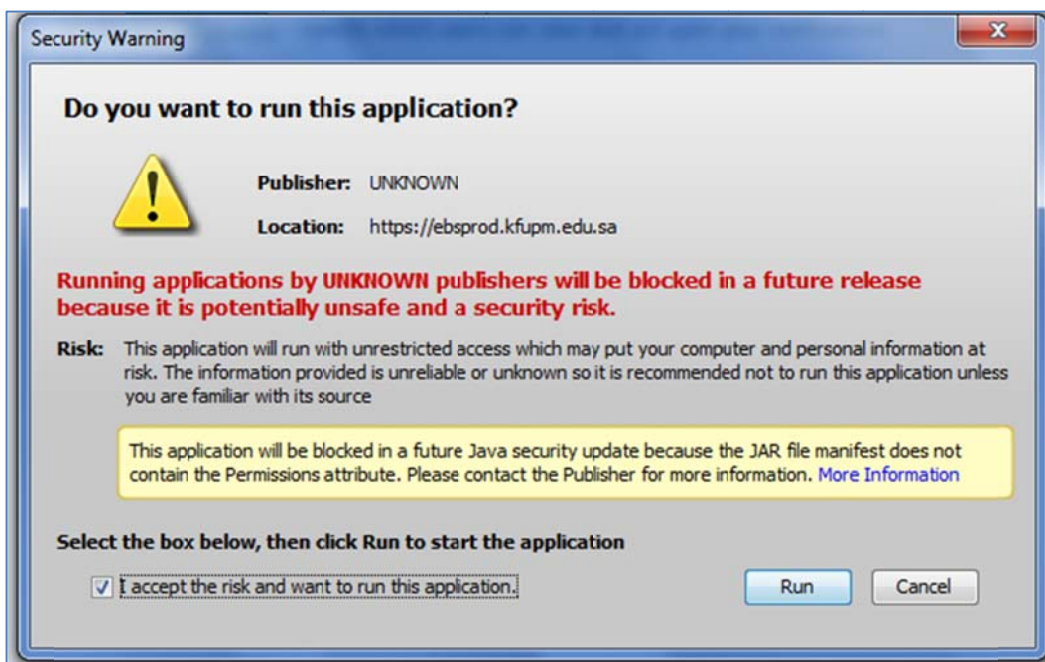 Security Warning
Do you want to run this application?
Publisher: UNKNOWN
Location: https://ebsprod.kfupm.edu.sa
Running applications by UNKNOWN publishers will be blocked in a future release
because it is potentially unsafe and a security risk.
Risk: This application will run with unrestricted access which may put your computer and personal information at
risk. The information provided is unreliable or unknown so it is recommended not to run this application unless
you are familiar with its source
This application will be blocked in a future Java security update because the JAR file manifest does not
contain the Permissions attribute. Please contact the Publisher for more information. More Information
Select the box below, then click Run to start the application
I accept the risk and want to run this application.
Run Cancel